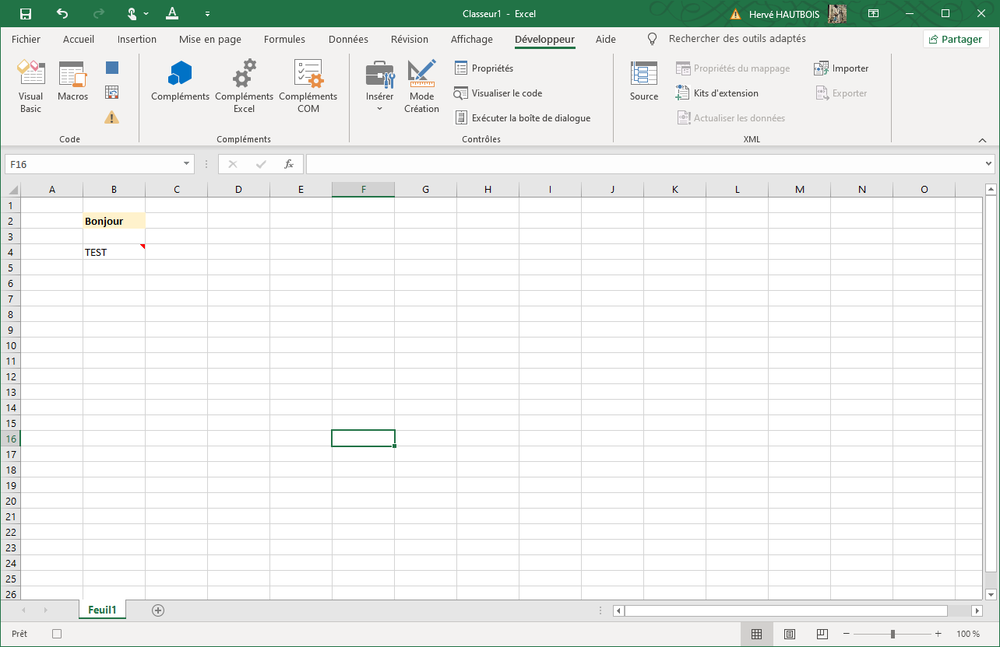 Classeur1 - Excel
Hervé HAUTBOIS
Fichier Accueil Insertion Mise en page Formules Données Révision Affichage Développeur Aide Rechercher des outils adaptés Partager
Visual Basic
Macros
Code
Compléments
Compléments Excel
Compléments COM
Compléments
Insérer
Mode Création
Propriétés
Visualiser le code
Exécuter la boîte de dialogue
Contrôles
Source
Propriétés du mappage
Kits d'extension
Actualiser les données
Importer
Exporter
XML
F16 fx
A B C D E F G H I J K L M N O
1
2 Bonjour
3
4 TEST
5
6
7
8
9
10
11
12
13
14
15
16
17
18
19
20
21
22
23
24
25
26
Feuil1
Prêt 100 %